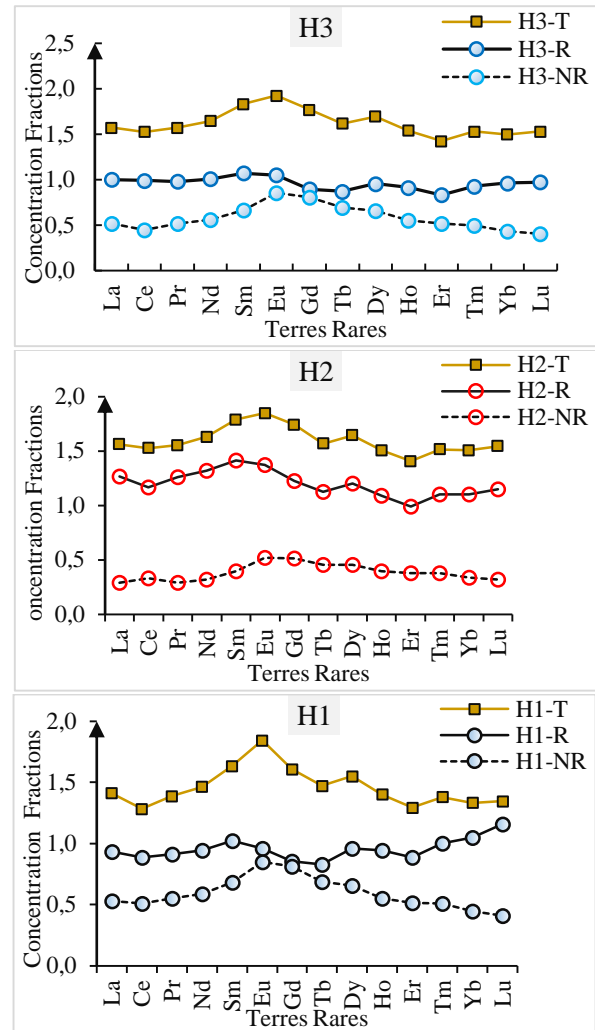 H3
H3-T
H3-R
H3-NR
Concentration Fractions
2,5
2,0
1,5
1,0
0,5
0,0
La Ce Pr Nd Sm Eu Gd Tb Dy Ho Er Tm Yb Lu
Terres Rares
H2
H2-T
H2-R
H2-NR
oncentration Fractions
2,0
1,5
1,0
0,5
0,0
La Ce Pr Nd Sm Eu Gd Tb Dy Ho Er Tm Yb Lu
Terres Rares
H1
H1-T
H1-R
H1-NR
Concentration Fractions
2,0
1,5
1,0
0,5
0,0
La Ce Pr Nd Sm Eu Gd Tb Dy Ho Er Tm Yb Lu
Terres Rares